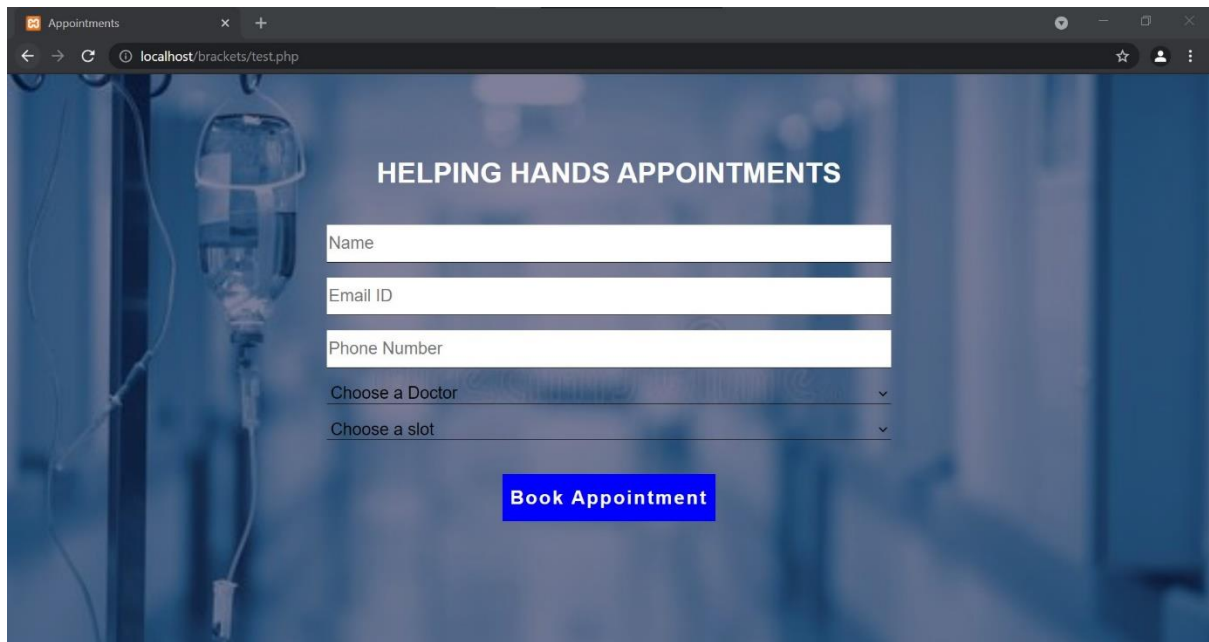 Appointments
localhost/brackets/test.php
HELPING HANDS APPOINTMENTS
Name
Email ID
Phone Number
Choose a Doctor
Choose a slot
Book Appointment